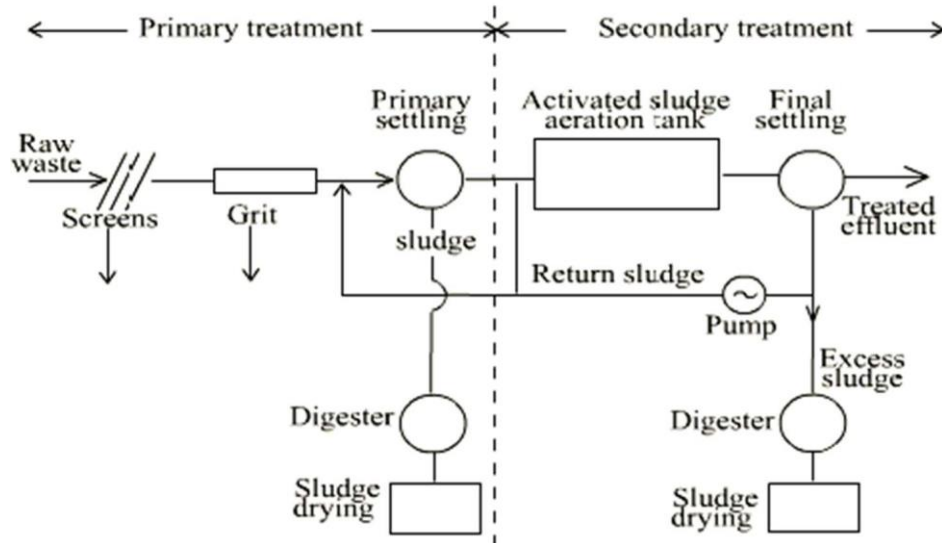 Primary treatment
Secondary treatment
Primary
settling
Activated sludge
aeration tank
Final
settling
Raw
waste
Screens
Grit
sludge
Treated
effluent
Return sludge
Pump
Excess
sludge
Digester
Digester
Sludge
drying
Sludge
drying